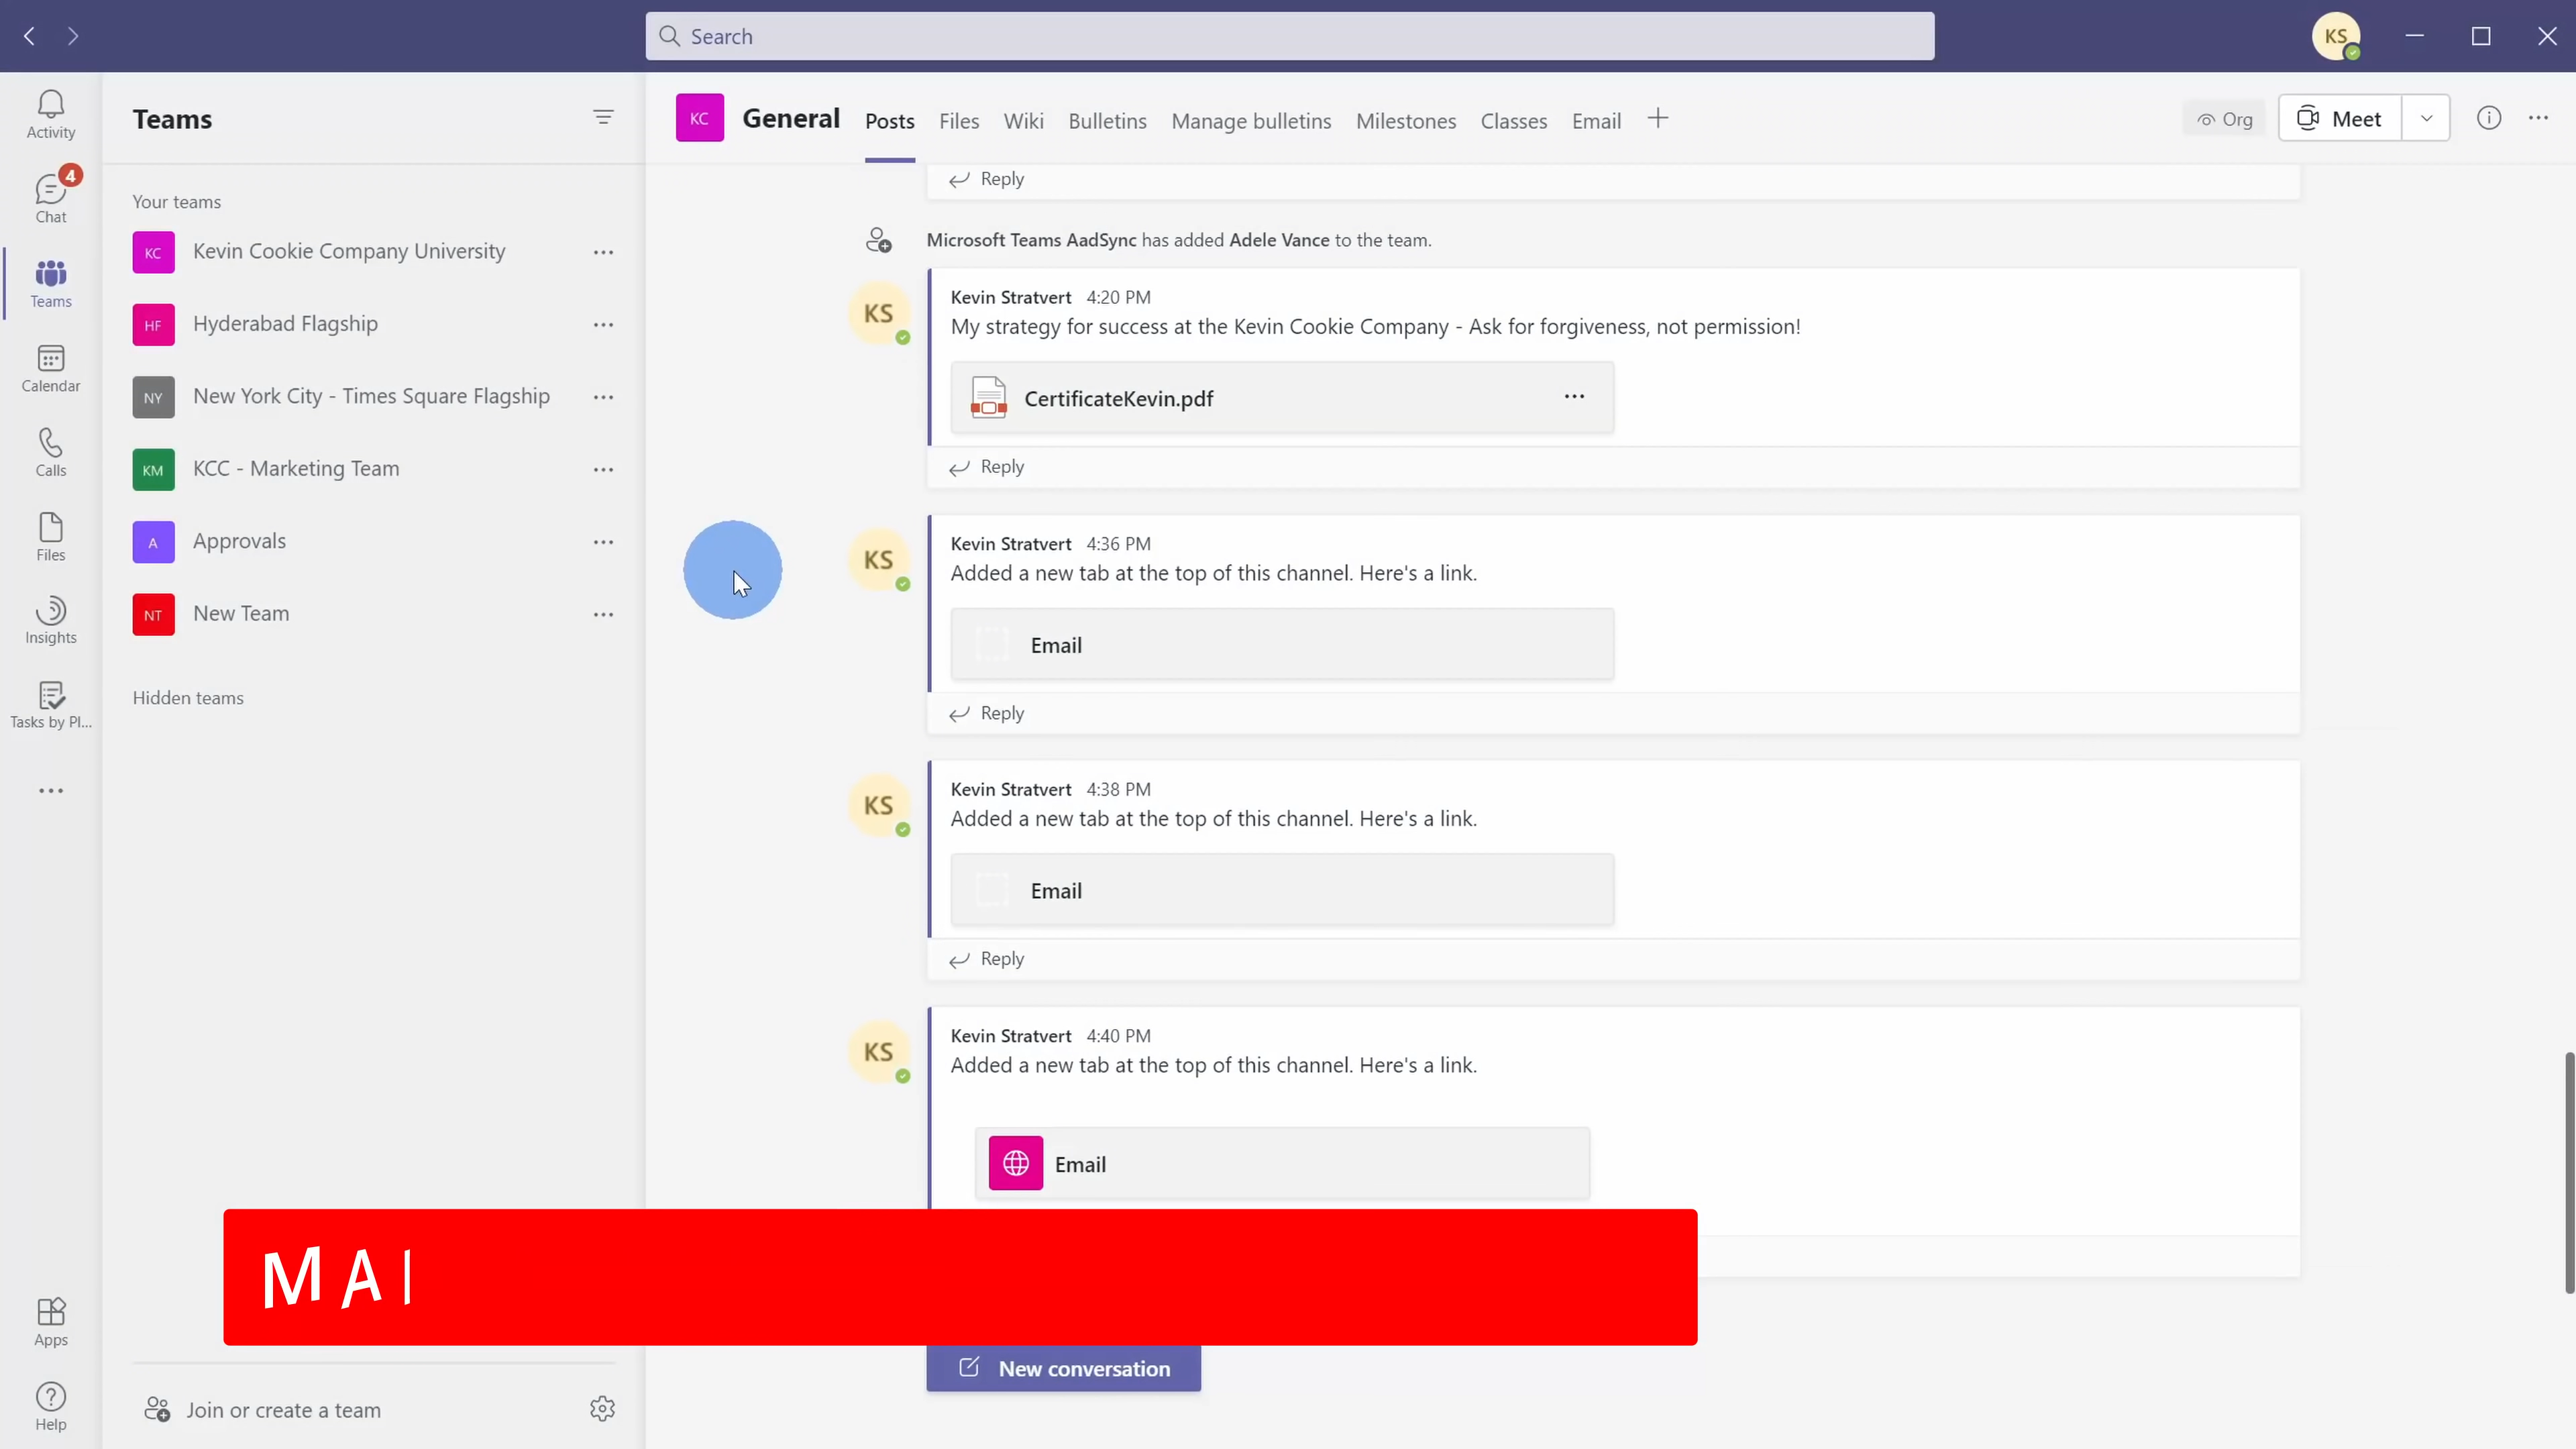 Search
KS
Activity
4
Chat
Teams
Calendar
Calls
Files
Insights
Tasks by Pl...
Apps
Help
Teams
Your teams
KC Kevin Cookie Company University
HF Hyderabad Flagship
NY New York City - Times Square Flagship
KM KCC - Marketing Team
A Approvals
NT New Team
Hidden teams
Join or create a team
KC General Posts Files Wiki Bulletins Manage bulletins Milestones Classes Email Org Meet
Reply
Microsoft Teams AadSync has added Adele Vance to the team.
KS
Kevin Stratvert 4:20 PM
My strategy for success at the Kevin Cookie Company - Ask for forgiveness, not permission!
CertificateKevin.pdf
Reply
KS
Kevin Stratvert 4:36 PM
Added a new tab at the top of this channel. Here's a link.
Email
Reply
KS
Kevin Stratvert 4:38 PM
Added a new tab at the top of this channel. Here's a link.
Email
Reply
KS
Kevin Stratvert 4:40 PM
Added a new tab at the top of this channel. Here's a link.
Email
New conversation